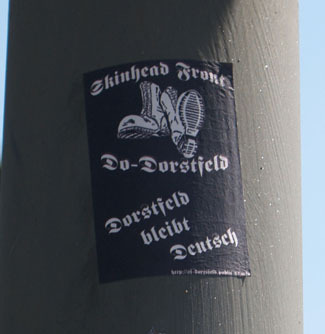 Skinhead Front
Do-Dorstfeld
Dorstfeld
bleibt
Deutsch